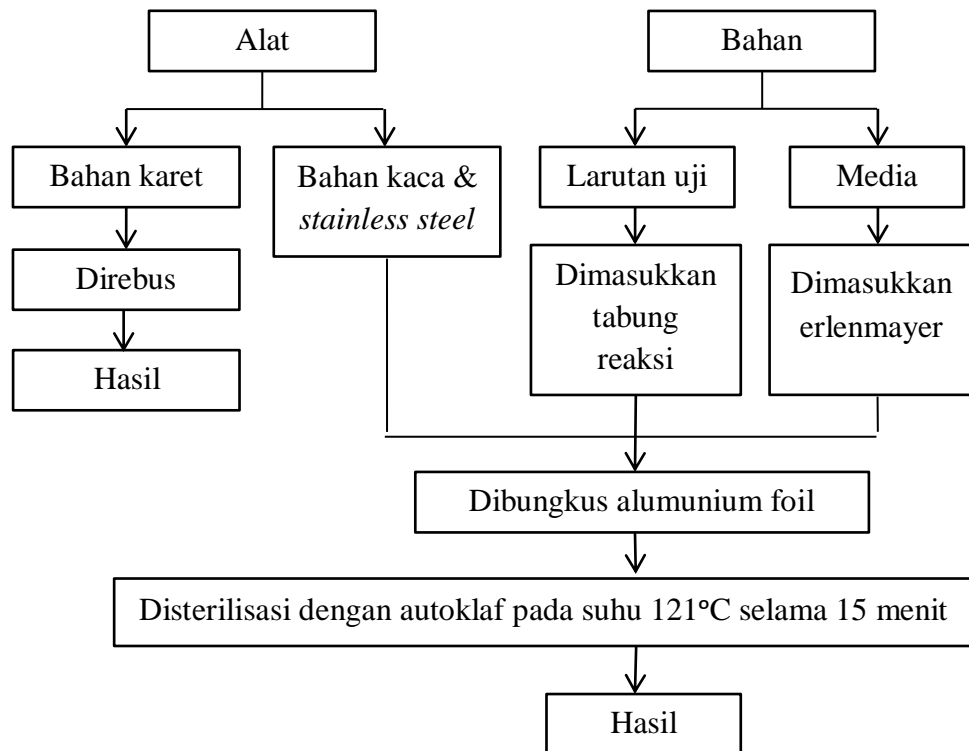 Alat
Bahan
Bahan karet
Bahan kaca &
stainless steel
Larutan uji
Media
Direbus
Dimasukkan
tabung
reaksi
Dimasukkan
erlenmayer
Hasil
Dibungkus alumunium foil
Disterilisasi dengan autoklaf pada suhu 121°C selama 15 menit
Hasil